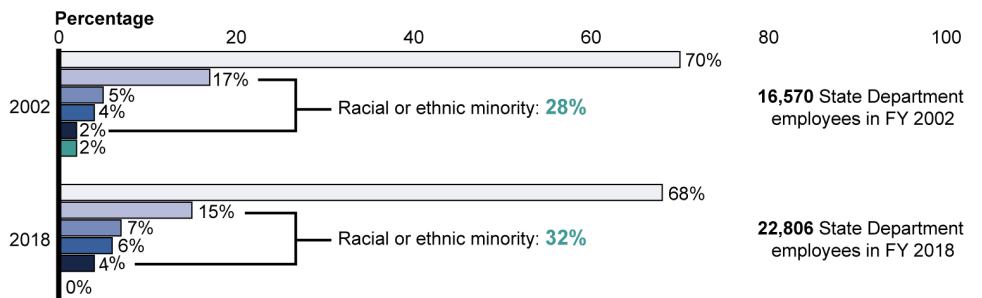 Percentage
0 20 40 60 80 100
70%
17%
5%
4%
2%
2%
2002
Racial or ethnic minority: 28%
16,570 State Department
employees in FY 2002
68%
15%
7%
6%
4%
0%
2018
Racial or ethnic minority: 32%
22,806 State Department
employees in FY 2018